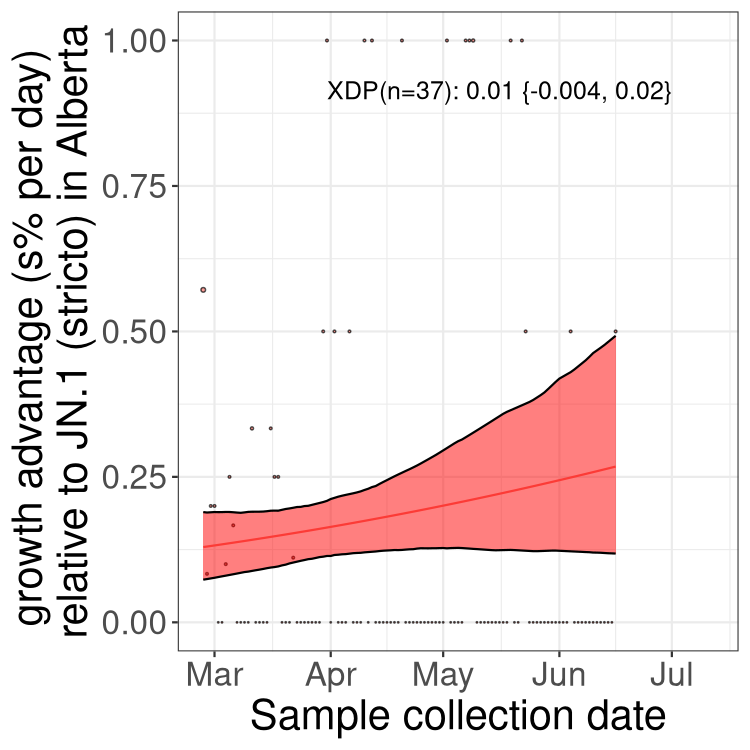 growth advantage (s% per day)
relative to JN.1 (stricto) in Alberta
1.00
0.75
0.50
0.25
0.00
XDP(n=37): 0.01 {-0.004, 0.02}
Mar Apr May Jun Jul
Sample collection date